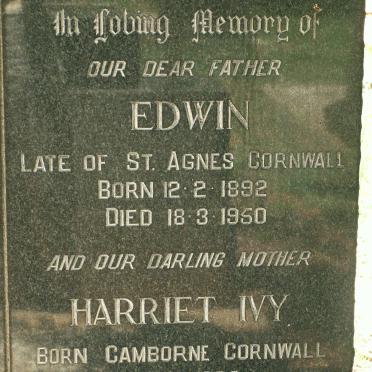 In Loving Memory of
OUR DEAR FATHER
EDWIN
LATE OF ST. AGNES CORNWALL
BORN 12·2·1892
DIED 18·3·1950
AND OUR DARLING MOTHER
HARRIET IVY
BORN CAMBORNE CORNWALL